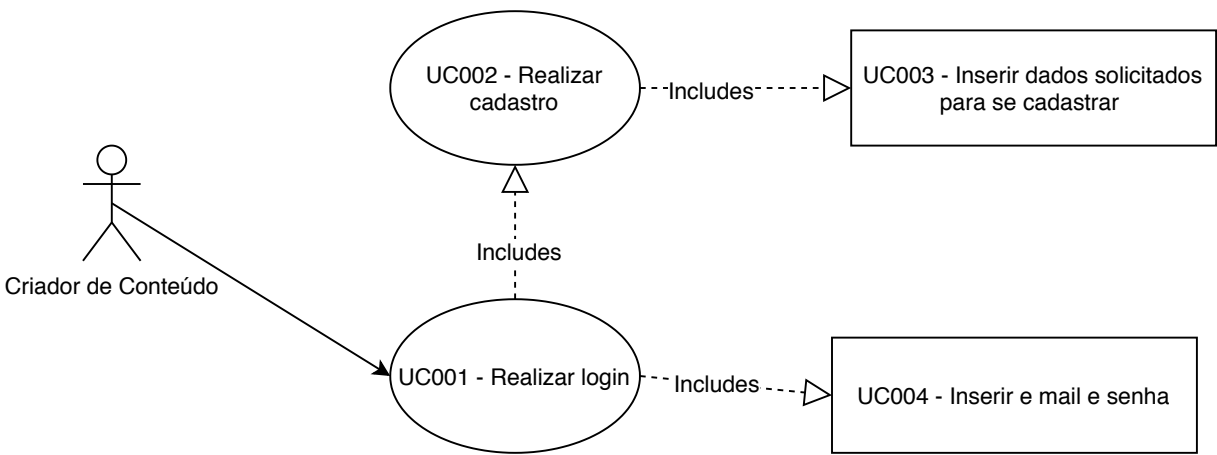 UC002 - Realizar
cadastro
Includes
UC003 - Inserir dados solicitados
para se cadastrar
Includes
Criador de Conteúdo
UC001 - Realizar login
Includes
UC004 - Inserir e mail e senha